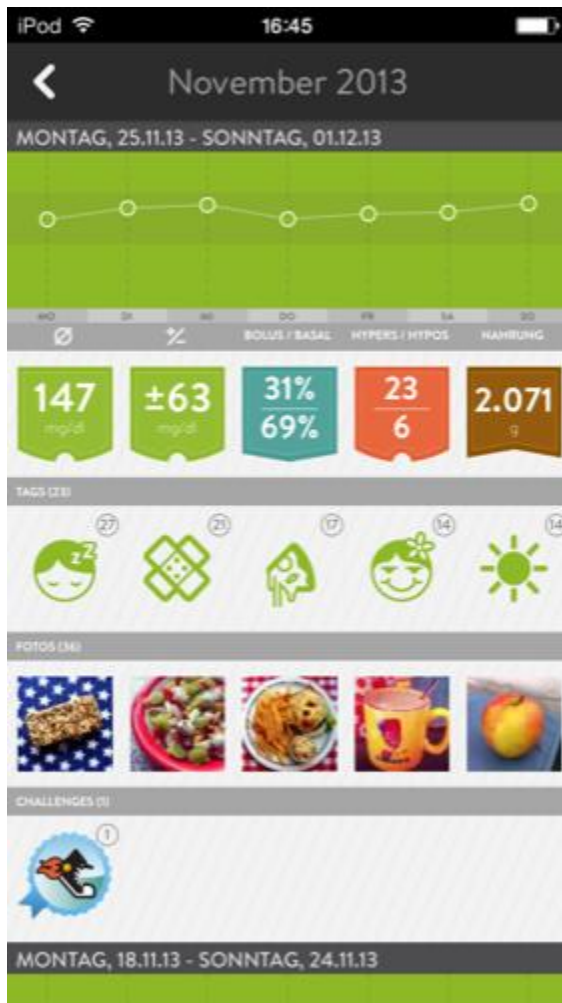 iPod 16:45
November 2013
MONTAG, 25.11.13 - SONNTAG, 01.12.13
MO DI MI DO FR SA SO
Ø +/- BOLUS / BASAL HYPERS / HYPOS NAHRUNG
147 ±63 31% 23 2.071
mg/dl mg/dl 69% 6 g
TAGS (23)
27 21 17 14 14
FOTOS (36)
CHALLENGES (1)
1
MONTAG, 18.11.13 - SONNTAG, 24.11.13